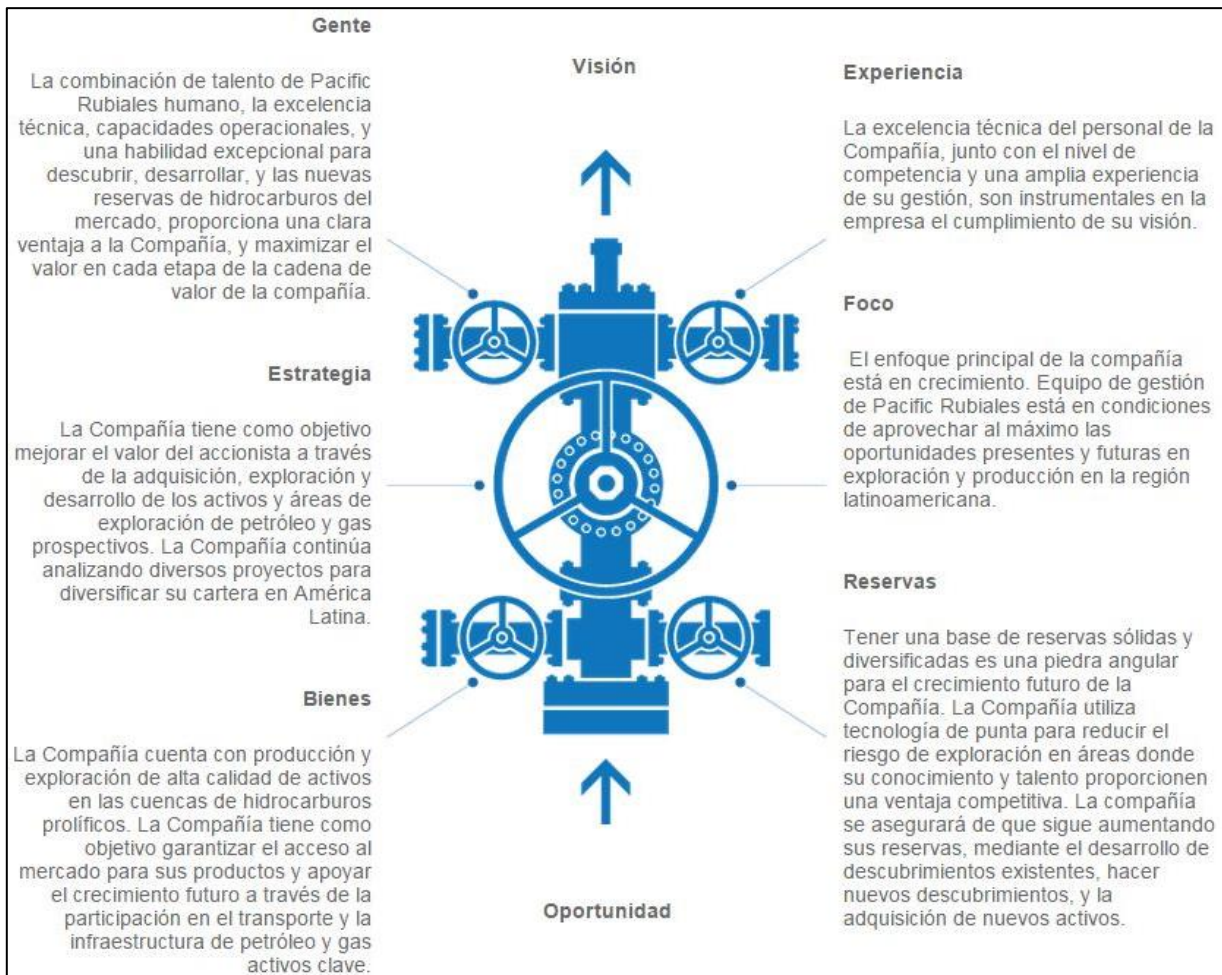 Gente
La combinación de talento de Pacific
Rubiales humano, la excelencia
técnica, capacidades operacionales, y
una habilidad excepcional para
descubrir, desarrollar, y las nuevas
reservas de hidrocarburos del
mercado, proporciona una clara
ventaja a la Compañía, y maximizar el
valor en cada etapa de la cadena de
valor de la compañía.
Estrategia
La Compañía tiene como objetivo
mejorar el valor del accionista a través
de la adquisición, exploración y
desarrollo de los activos y áreas de
exploración de petróleo y gas
prospectivos. La Compañía continúa
analizando diversos proyectos para
diversificar su cartera en América
Latina.
Bienes
La Compañía cuenta con producción y
exploración de alta calidad de activos
en las cuencas de hidrocarburos
prolíficos. La Compañía tiene como
objetivo garantizar el acceso al
mercado para sus productos y apoyar
el crecimiento futuro a través de la
participación en el transporte y la
infraestructura de petróleo y gas
activos clave.
Visión
Oportunidad
Experiencia
La excelencia técnica del personal de la
Compañía, junto con el nivel de
competencia y una amplia experiencia
de su gestión, son instrumentales en la
empresa el cumplimiento de su visión.
Foco
El enfoque principal de la compañía
está en crecimiento. Equipo de gestión
de Pacific Rubiales está en condiciones
de aprovechar al máximo las
oportunidades presentes y futuras en
exploración y producción en la región
latinoamericana.
Reservas
Tener una base de reservas sólidas y
diversificadas es una piedra angular
para el crecimiento futuro de la
Compañía. La Compañía utiliza
tecnología de punta para reducir el
riesgo de exploración en áreas donde
su conocimiento y talento proporcionen
una ventaja competitiva. La compañía
se asegurará de que sigue aumentando
sus reservas, mediante el desarrollo de
descubrimientos existentes, hacer
nuevos descubrimientos, y la
adquisición de nuevos activos.